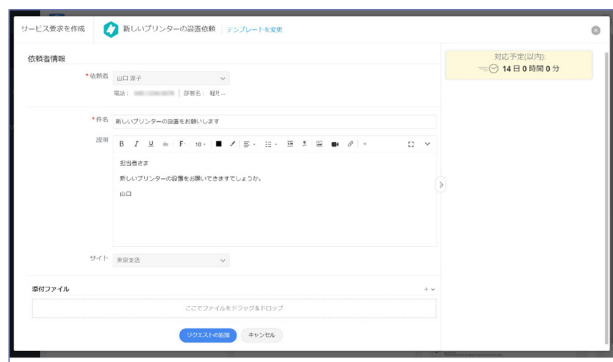 サービス要求を作成
新しいプリンターの設置依頼
テンプレートを変更
対応予定(以内):
14 日 0 時間 0 分
依頼者情報
*依頼者
山口 涼子
電話:
部署名: 経理...
*件名
新しいプリンターの設置をお願いします
説明
B I U F 10
担当者さま
新しいプリンターの設置をお願いできますでしょうか。
山口
サイト
東京支店
添付ファイル
ここでファイルをドラッグ&ドロップ
リクエストの追加
キャンセル